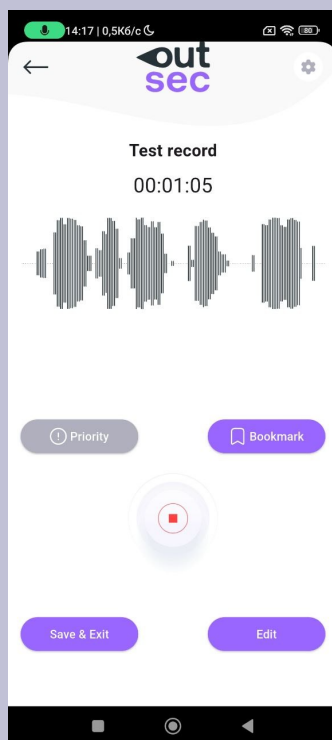 14:17 | 0,5Кб/с 80
out
sec
Test record
00:01:05
Priority
Bookmark
Save & Exit
Edit